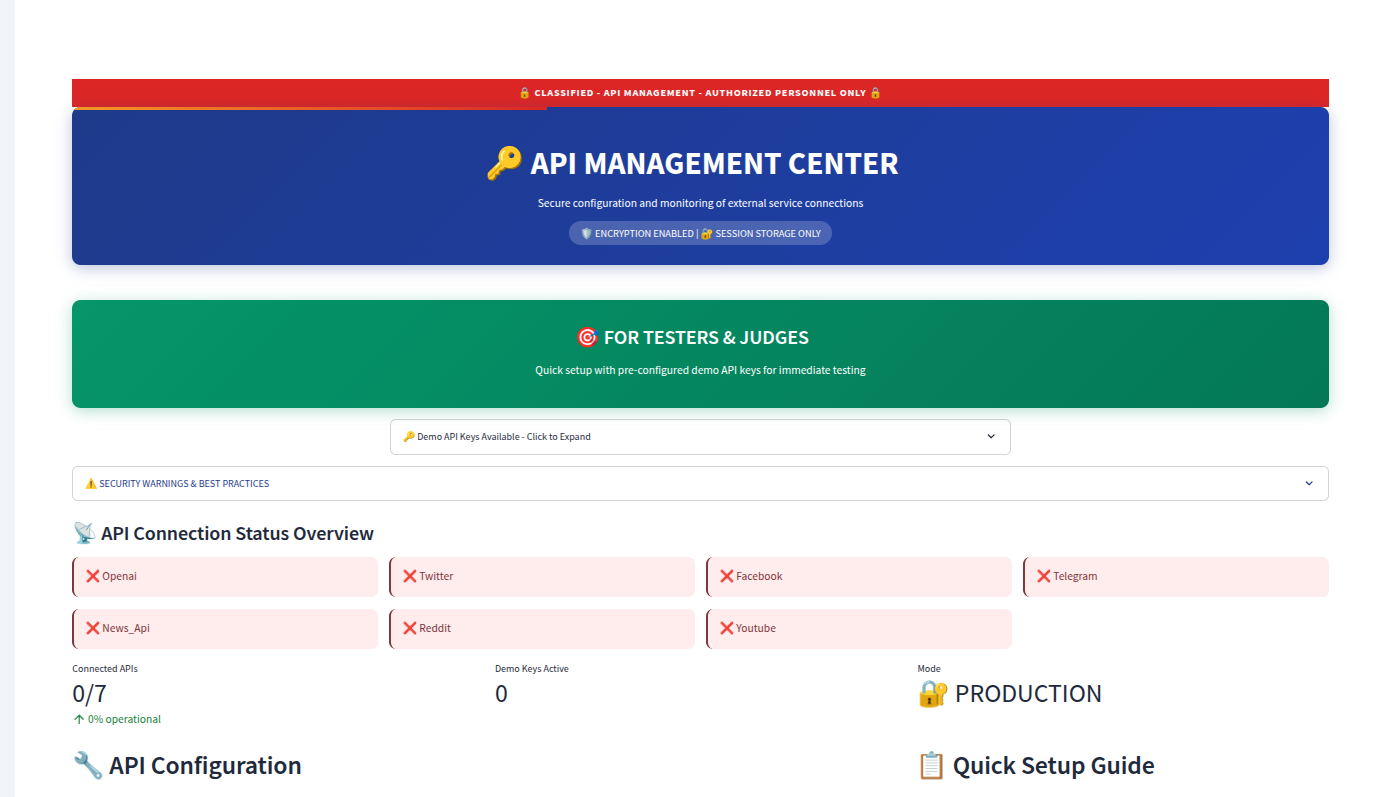 🔒 CLASSIFIED - API MANAGEMENT - AUTHORIZED PERSONNEL ONLY 🔒
🔑 API MANAGEMENT CENTER
Secure configuration and monitoring of external service connections
🛡️ ENCRYPTION ENABLED | 🔐 SESSION STORAGE ONLY
🎯 FOR TESTERS & JUDGES
Quick setup with pre-configured demo API keys for immediate testing
🔑 Demo API Keys Available - Click to Expand
⚠️ SECURITY WARNINGS & BEST PRACTICES
📡 API Connection Status Overview
❌ Openai
❌ Twitter
❌ Facebook
❌ Telegram
❌ News_Api
❌ Reddit
❌ Youtube
Connected APIs
0/7
↑ 0% operational
Demo Keys Active
0
Mode
🔐 PRODUCTION
🔧 API Configuration
📋 Quick Setup Guide